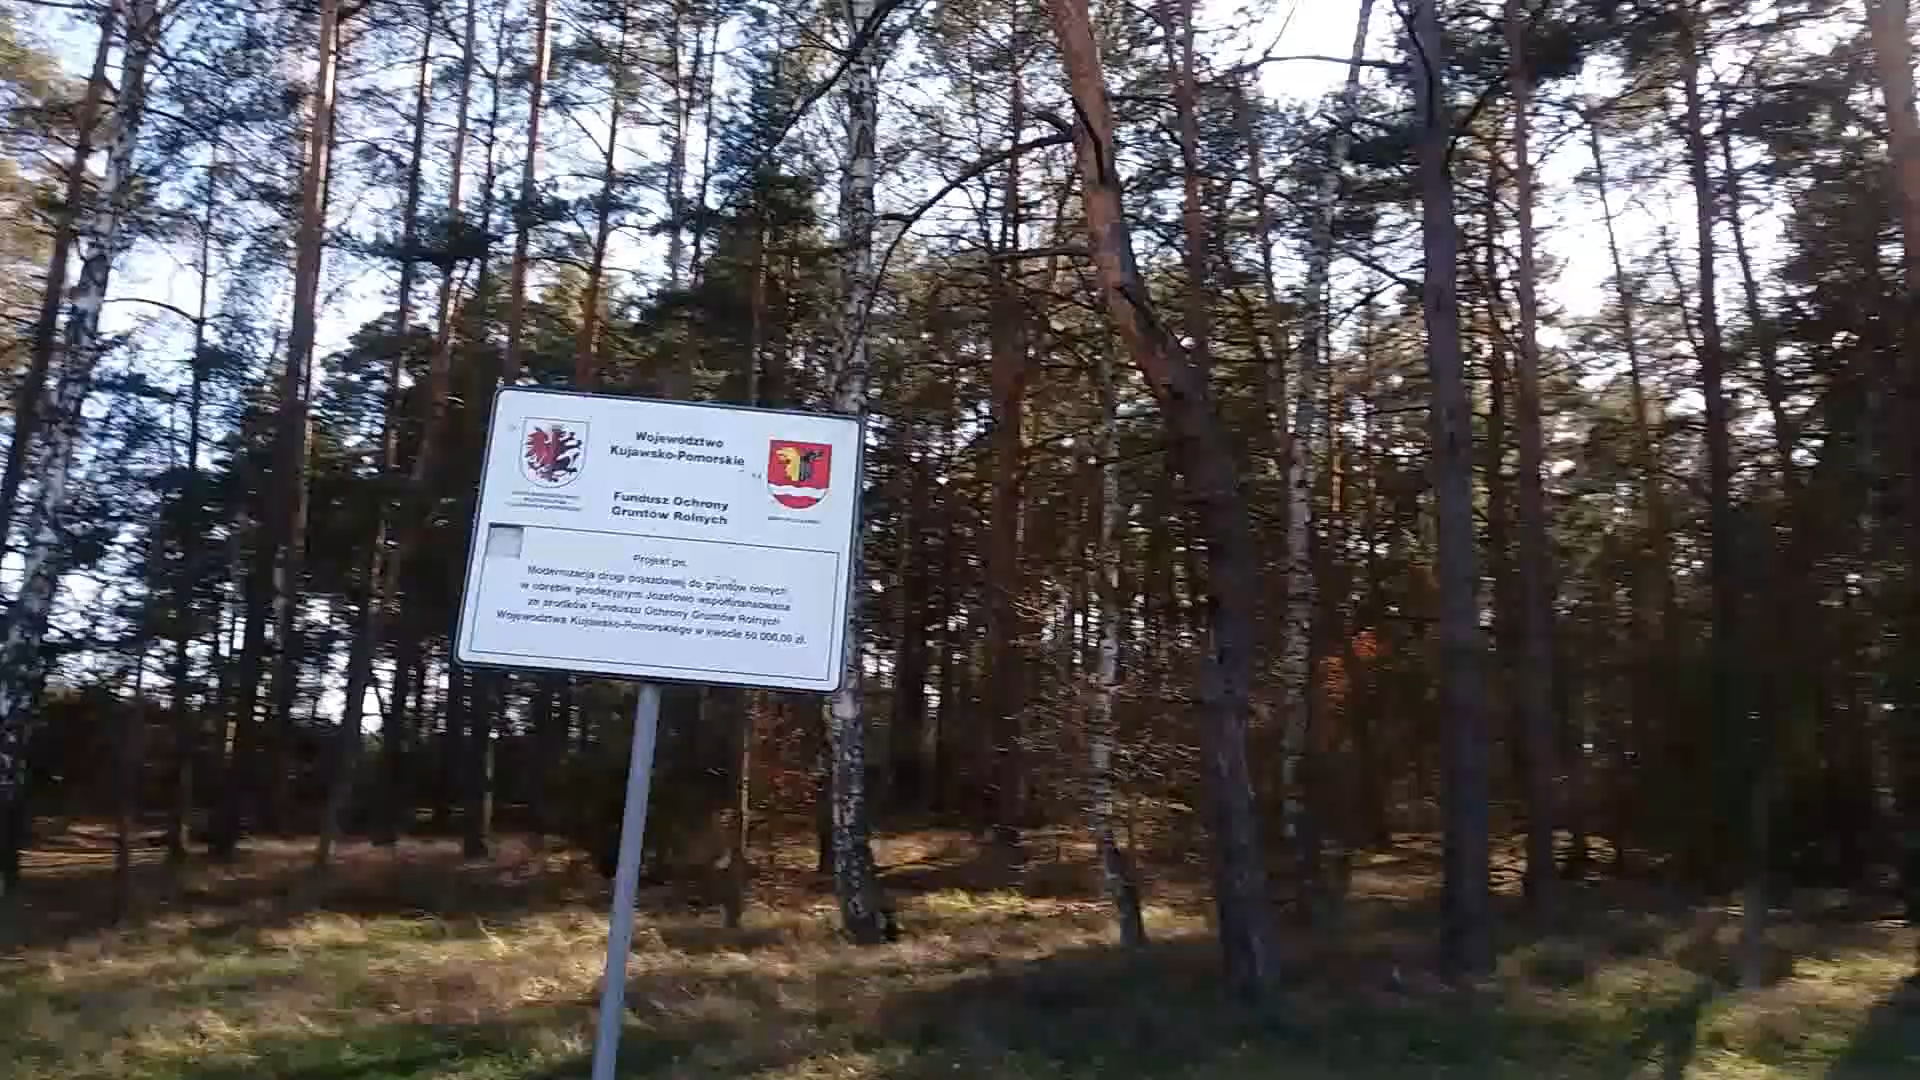 Województwo
Kujawsko-Pomorskie
Fundusz Ochrony
Gruntów Rolnych
Projekt pn.
Modernizacja drogi dojazdowej do gruntów rolnych
w obrębie geodezyjnym Józefowo współfinansowana
ze środków Funduszu Ochrony Gruntów Rolnych
Województwa Kujawsko-Pomorskiego w kwocie 60 000,00 zł.